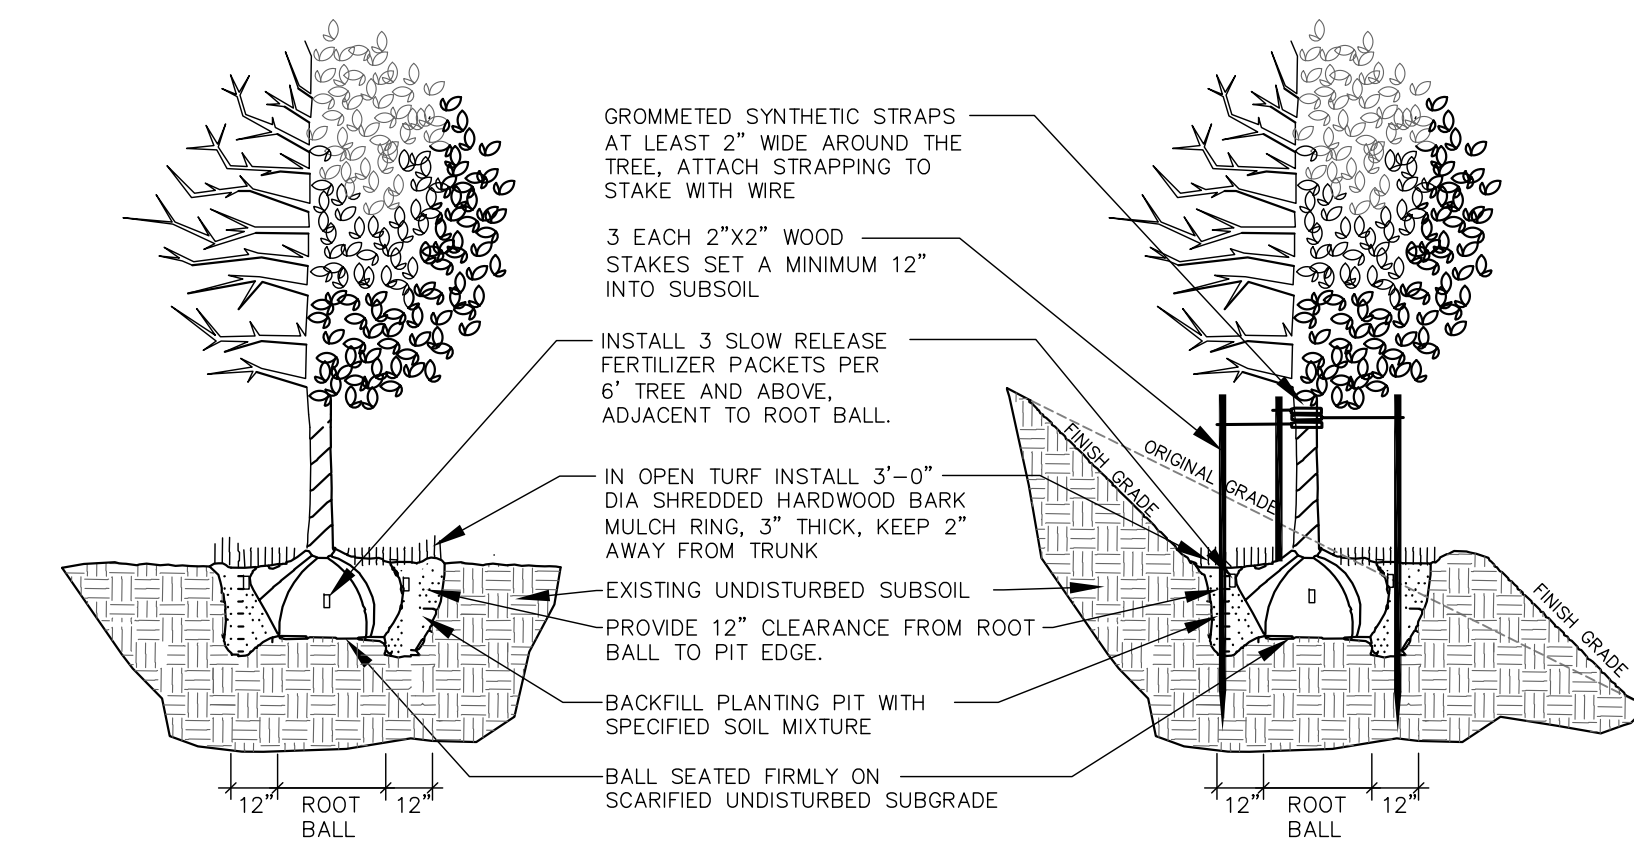 GROMMETED SYNTHETIC STRAPS
AT LEAST 2” WIDE AROUND THE
TREE, ATTACH STRAPPING TO
STAKE WITH WIRE
3 EACH 2”X2” WOOD
STAKES SET A MINIMUM 12”
INTO SUBSOIL
INSTALL 3 SLOW RELEASE
FERTILIZER PACKETS PER
6’ TREE AND ABOVE,
ADJACENT TO ROOT BALL.
IN OPEN TURF INSTALL 3’-0”
DIA SHREDDED HARDWOOD BARK
MULCH RING, 3” THICK, KEEP 2”
AWAY FROM TRUNK
EXISTING UNDISTURBED SUBSOIL
PROVIDE 12” CLEARANCE FROM ROOT
BALL TO PIT EDGE.
BACKFILL PLANTING PIT WITH
SPECIFIED SOIL MIXTURE
BALL SEATED FIRMLY ON
SCARIFIED UNDISTURBED SUBGRADE
12”
ROOT
BALL
12”
FINISH GRADE
ORIGINAL GRADE
FINISH GRADE
12”
ROOT
BALL
12”